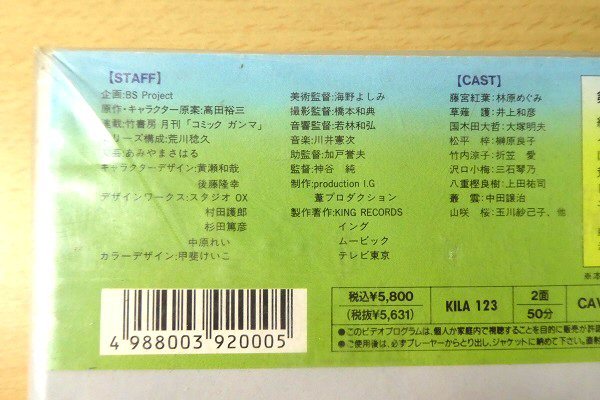 【STAFF】
企画:BS Project
原作・キャラクター原案:高田裕三
連載:竹書房 月刊「コミック ガンマ」
リーズ構成:荒川稔久
あみやまさはる
キャラクターデザイン:黄瀬和哉
後藤隆幸
デザインワークス:スタジオ OX
村田護郎
杉田篤彦
中原れい
カラーデザイン:甲斐けいこ
美術監督:海野よしみ
撮影監督:橋本和典
音響監督:若林和弘
音楽:川井憲次
助監督:加戸誉夫
監督:神谷 純
制作:production I.G
葦プロダクション
製作著作:KING RECORDS
イング
ムービック
テレビ東京
【CAST】
藤宮紅葉:林原めぐみ
草薙 護:井上和彦
国木田大哲:大塚明夫
松平 梓:榊原良子
竹内涼子:折笠 愛
沢口小梅:三石琴乃
八重樫良樹:上田祐司
叢雲:中田譲治
山咲 桜:玉川紗己子、他
税込¥5,800
(税抜¥5,631)
KILA 123
2面
50分
CAV
●このビデオプログラムは、個人か家庭内で視聴することを目的に販売が許諾
●ご使用後は、必ずプレーヤーからとり出し、ジャケットに納めて下さい。直射
※本
4 988003 920005